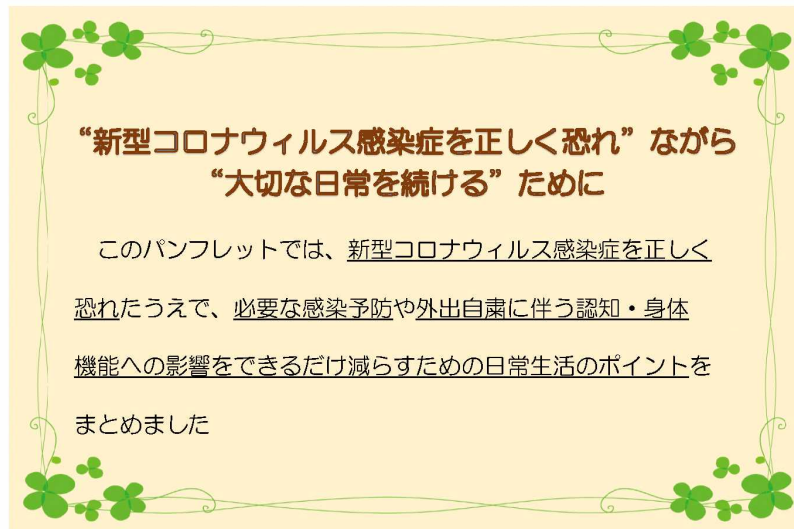 “新型コロナウィルス感染症を正しく恐れ”ながら
“大切な日常を続ける”ために
このパンフレットでは、新型コロナウィルス感染症を正しく
恐れたうえで、必要な感染予防や外出自粛に伴う認知・身体
機能への影響をできるだけ減らすための日常生活のポイントを
まとめました